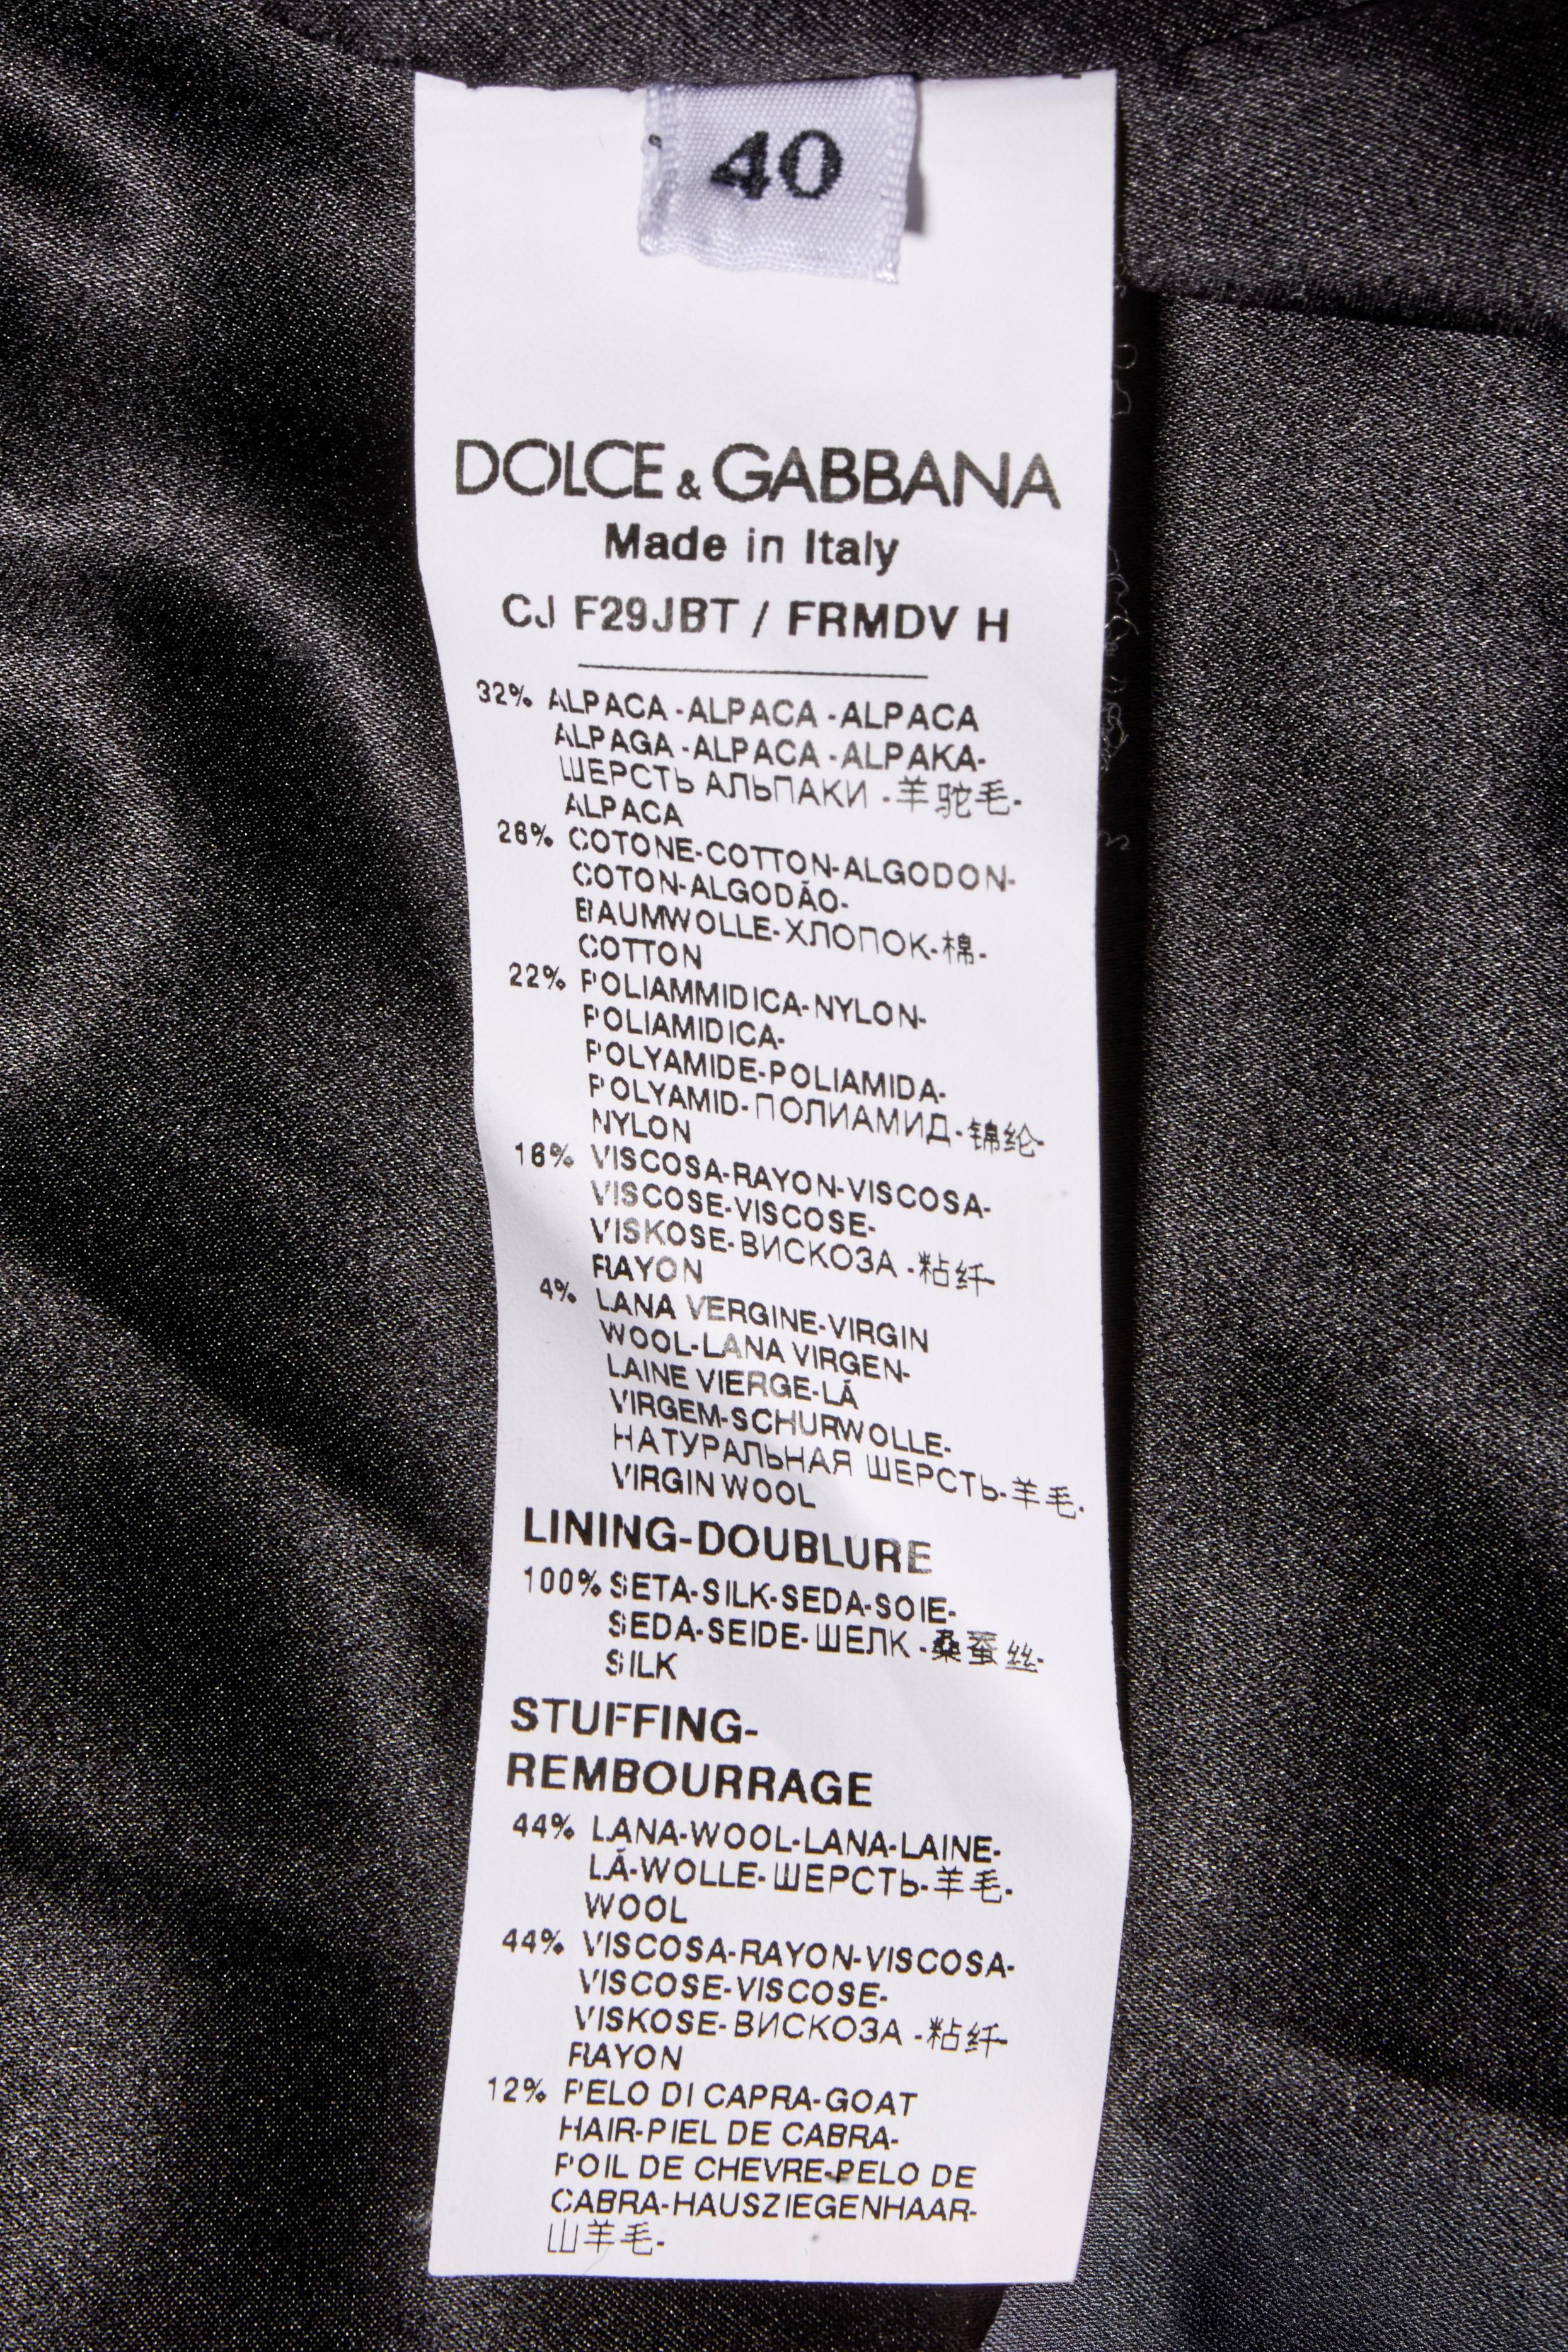 40
DOLCE & GABBANA
Made in Italy
CJ F29JBT / FRMDV H
32% ALPACA -ALPACA -ALPACA
ALPAGA -ALPACA -ALPAKA-
ШЕРСТЬ АЛЬПАКИ -羊驼毛-
ALPACA
26% COTONE-COTTON-ALGODON-
COTON-ALGODÃO-
BAUMWOLLE-ХЛОПОК-棉-
COTTON
22% POLIAMMIDICA-NYLON-
POLIAMIDICA-
POLYAMIDE-POLIAMIDA-
POLYAMID-ПОЛИАМИД-锦纶-
NYLON
16% VISCOSA-RAYON-VISCOSA-
VISCOSE-VISCOSE-
VISKOSE-ВИСКОЗА -粘纤-
RAYON
4% LANA VERGINE-VIRGIN
WOOL-LANA VIRGEN-
LAINE VIERGE-LÃ
VIRGEM-SCHURWOLLE-
НАТУРАЛЬНАЯ ШЕРСТЬ-羊毛-
VIRGIN WOOL
LINING-DOUBLURE
100% SETA-SILK-SEDA-SOIE-
SEDA-SEIDE-ШЕЛК -桑蚕丝-
SILK
STUFFING-
REMBOURRAGE
44% LANA-WOOL-LANA-LAINE-
LÃ-WOLLE-ШЕРСТЬ-羊毛-
WOOL
44% VISCOSA-RAYON-VISCOSA-
VISCOSE-VISCOSE-
VISKOSE-ВИСКОЗА -粘纤-
RAYON
12% PELO DI CAPRA-GOAT
HAIR-PIEL DE CABRA-
POIL DE CHEVRE-PELO DE
CABRA-HAUSZIEGENHAAR-
山羊毛-